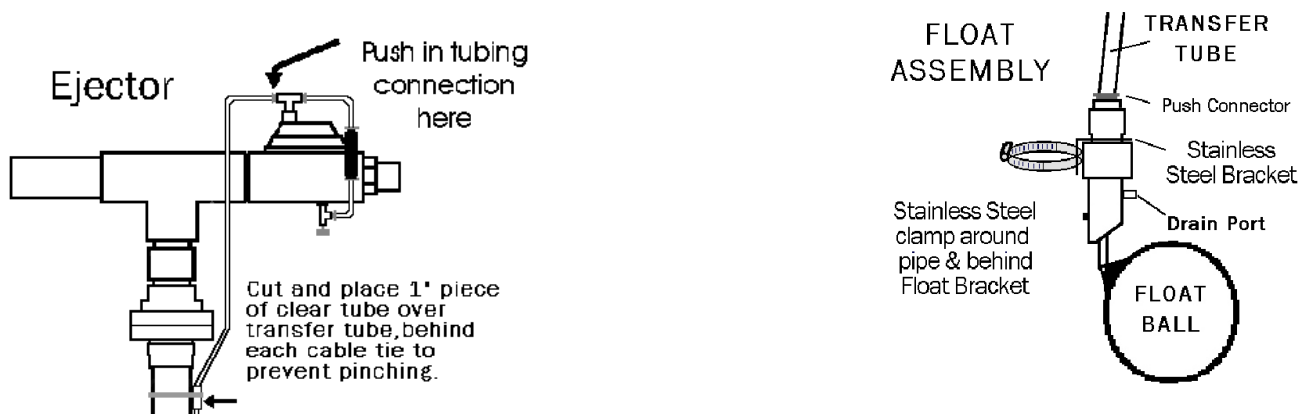 Ejector
Push in tubing
connection
here
Cut and place 1" piece
of clear tube over
transfer tube,behind
each cable tie to
prevent pinching.
FLOAT
ASSEMBLY
TRANSFER
TUBE
Push Connector
Stainless
Steel Bracket
Drain Port
Stainless Steel
clamp around
pipe & behind
Float Bracket
FLOAT
BALL